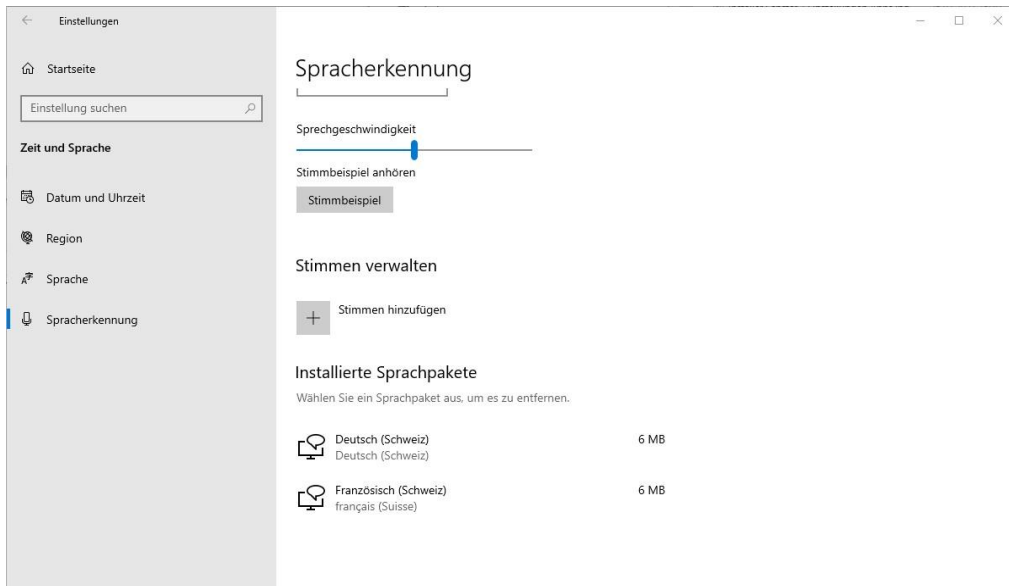 Einstellungen
Startseite
Einstellung suchen
Zeit und Sprache
Datum und Uhrzeit
Region
Sprache
Spracherkennung
Spracherkennung
Sprechgeschwindigkeit
Stimmbeispiel anhören
Stimmbeispiel
Stimmen verwalten
Stimmen hinzufügen
Installierte Sprachpakete
Wählen Sie ein Sprachpaket aus, um es zu entfernen.
Deutsch (Schweiz) 6 MB
Deutsch (Schweiz)
Französisch (Schweiz) 6 MB
français (Suisse)